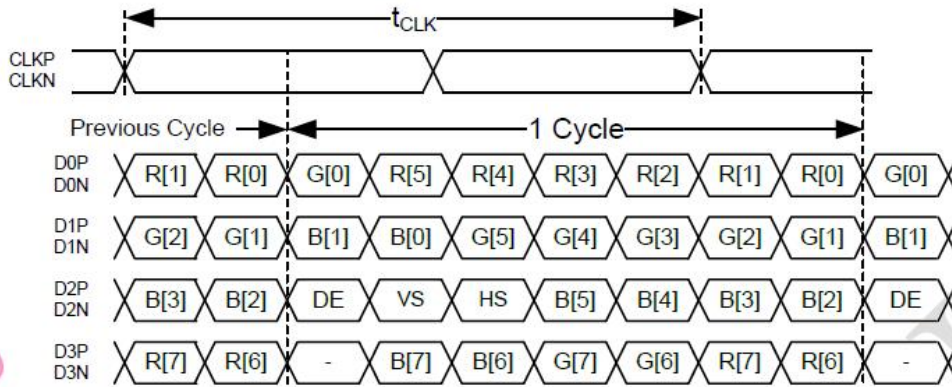 tCLK
CLKP
CLKN
Previous Cycle
1 Cycle
D0P
D0N
R[1] R[0] G[0] R[5] R[4] R[3] R[2] R[1] R[0] G[0]
D1P
D1N
G[2] G[1] B[1] B[0] G[5] G[4] G[3] G[2] G[1] B[1]
D2P
D2N
B[3] B[2] DE VS HS B[5] B[4] B[3] B[2] DE
D3P
D3N
R[7] R[6] - B[7] B[6] G[7] G[6] R[7] R[6] -